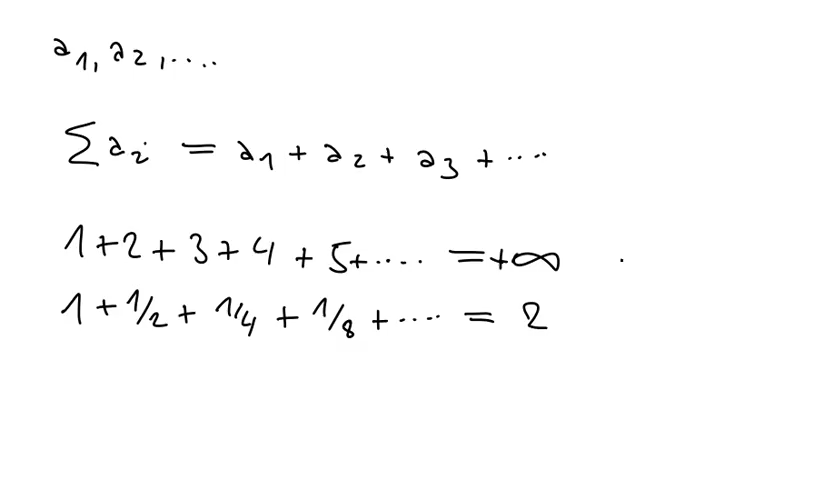 a1, a2, ....
∑ai = a1 + a2 + a3 + ....
1+2+3+4+5+.... =+∞
1+1/2+1/4+1/8+.... = 2